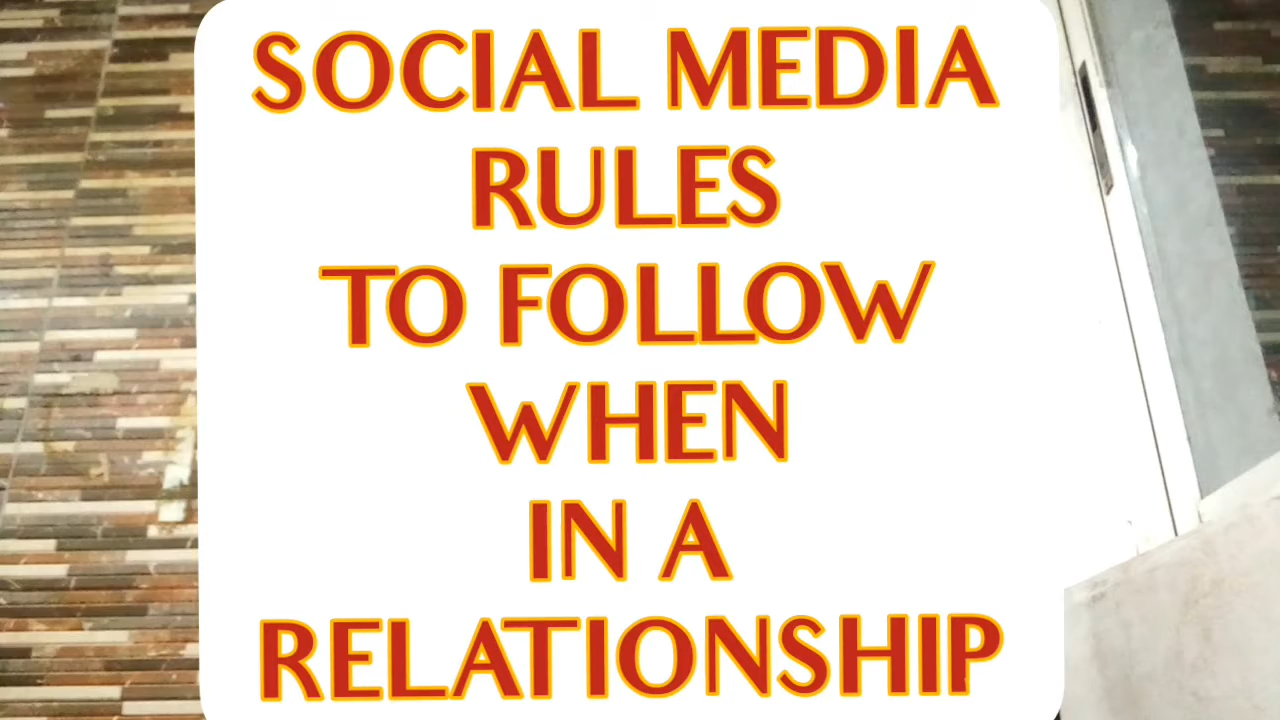 SOCIAL MEDIA
RULES
TO FOLLOW
WHEN
IN A
RELATIONSHIP